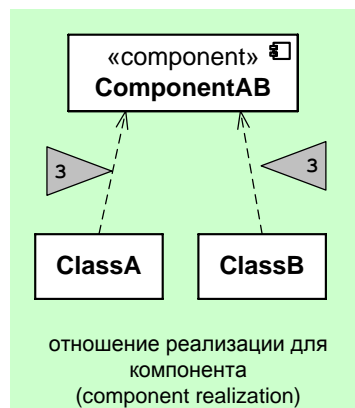 «component»
ComponentAB
3
3
ClassA
ClassB
отношение реализации для
компонента
(component realization)